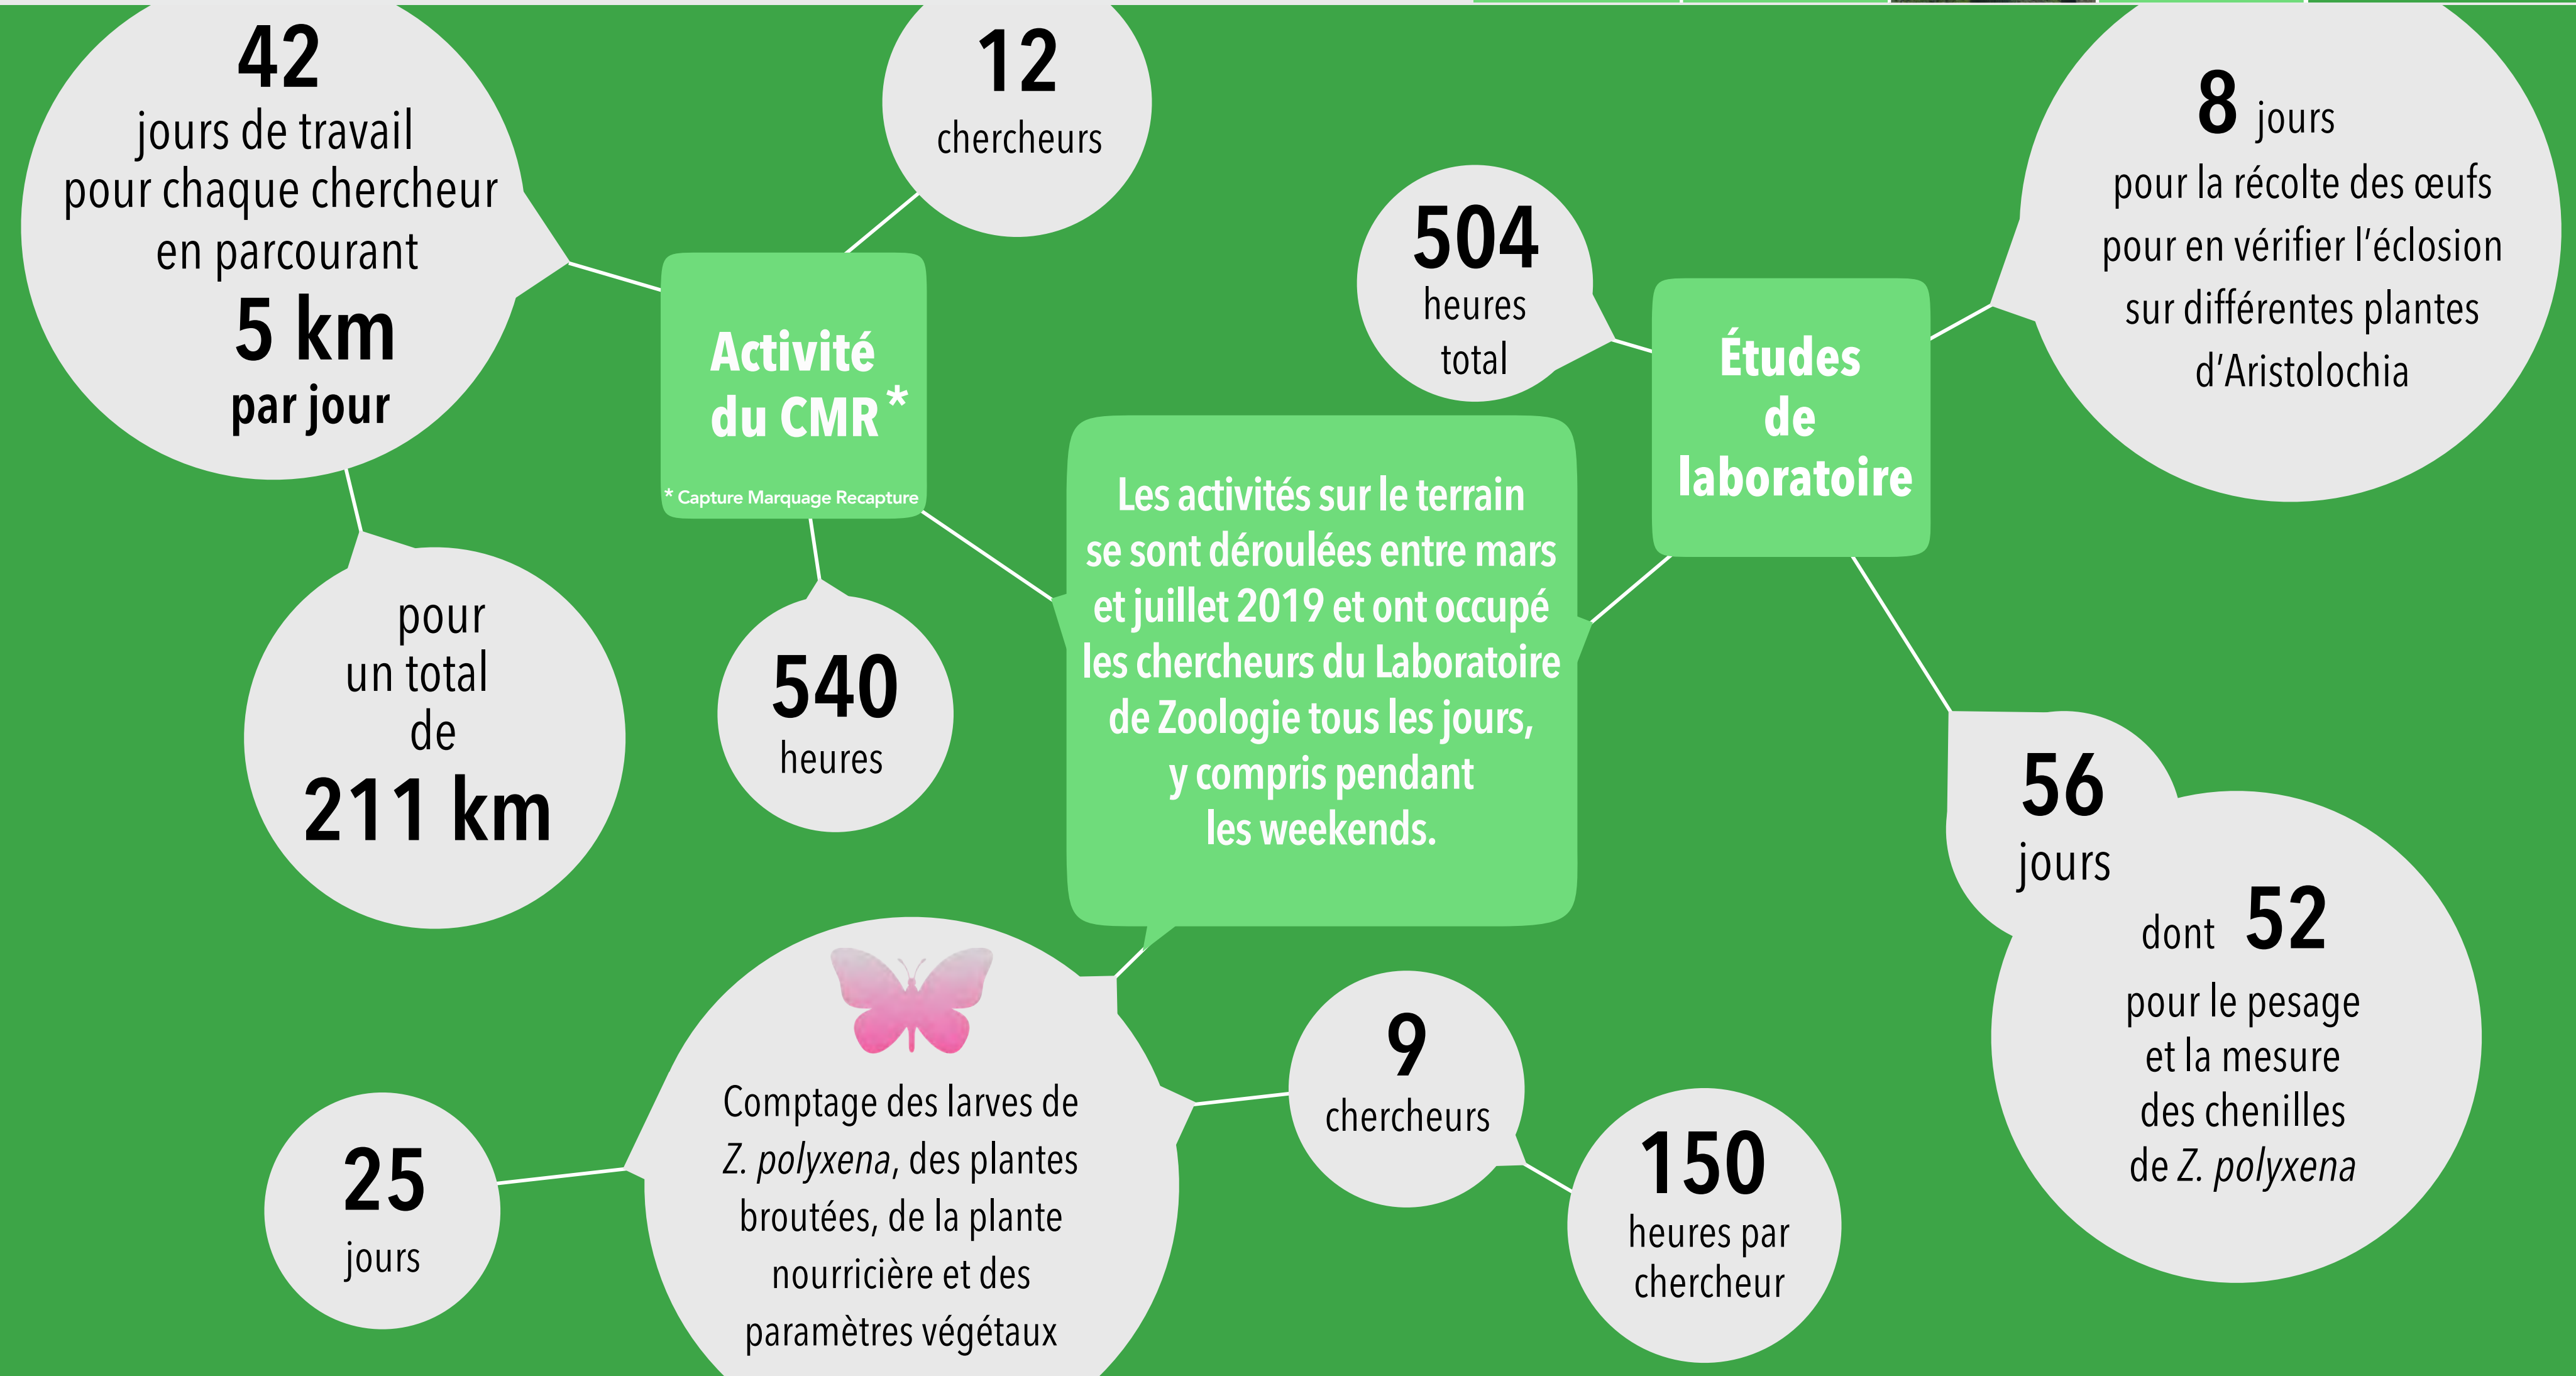 42
jours de travail
pour chaque chercheur
en parcourant
5 km
par jour
pour
un total
de
211 km
12
chercheurs
Activité
du CMR*
* Capture Marquage Recapture
540
heures
Les activités sur le terrain
se sont déroulées entre mars
et juillet 2019 et ont occupé
les chercheurs du Laboratoire
de Zoologie tous les jours,
y compris pendant
les weekends.
504
heures
total
Études
de
laboratoire
8 jours
pour la récolte des œufs
pour en vérifier l’éclosion
sur différentes plantes
d’Aristolochia
56
jours
dont 52
pour le pesage
et la mesure
des chenilles
de Z. polyxena
25
jours
Comptage des larves de
Z. polyxena, des plantes
broutées, de la plante
nourricière et des
paramètres végétaux
9
chercheurs
150
heures par
chercheur